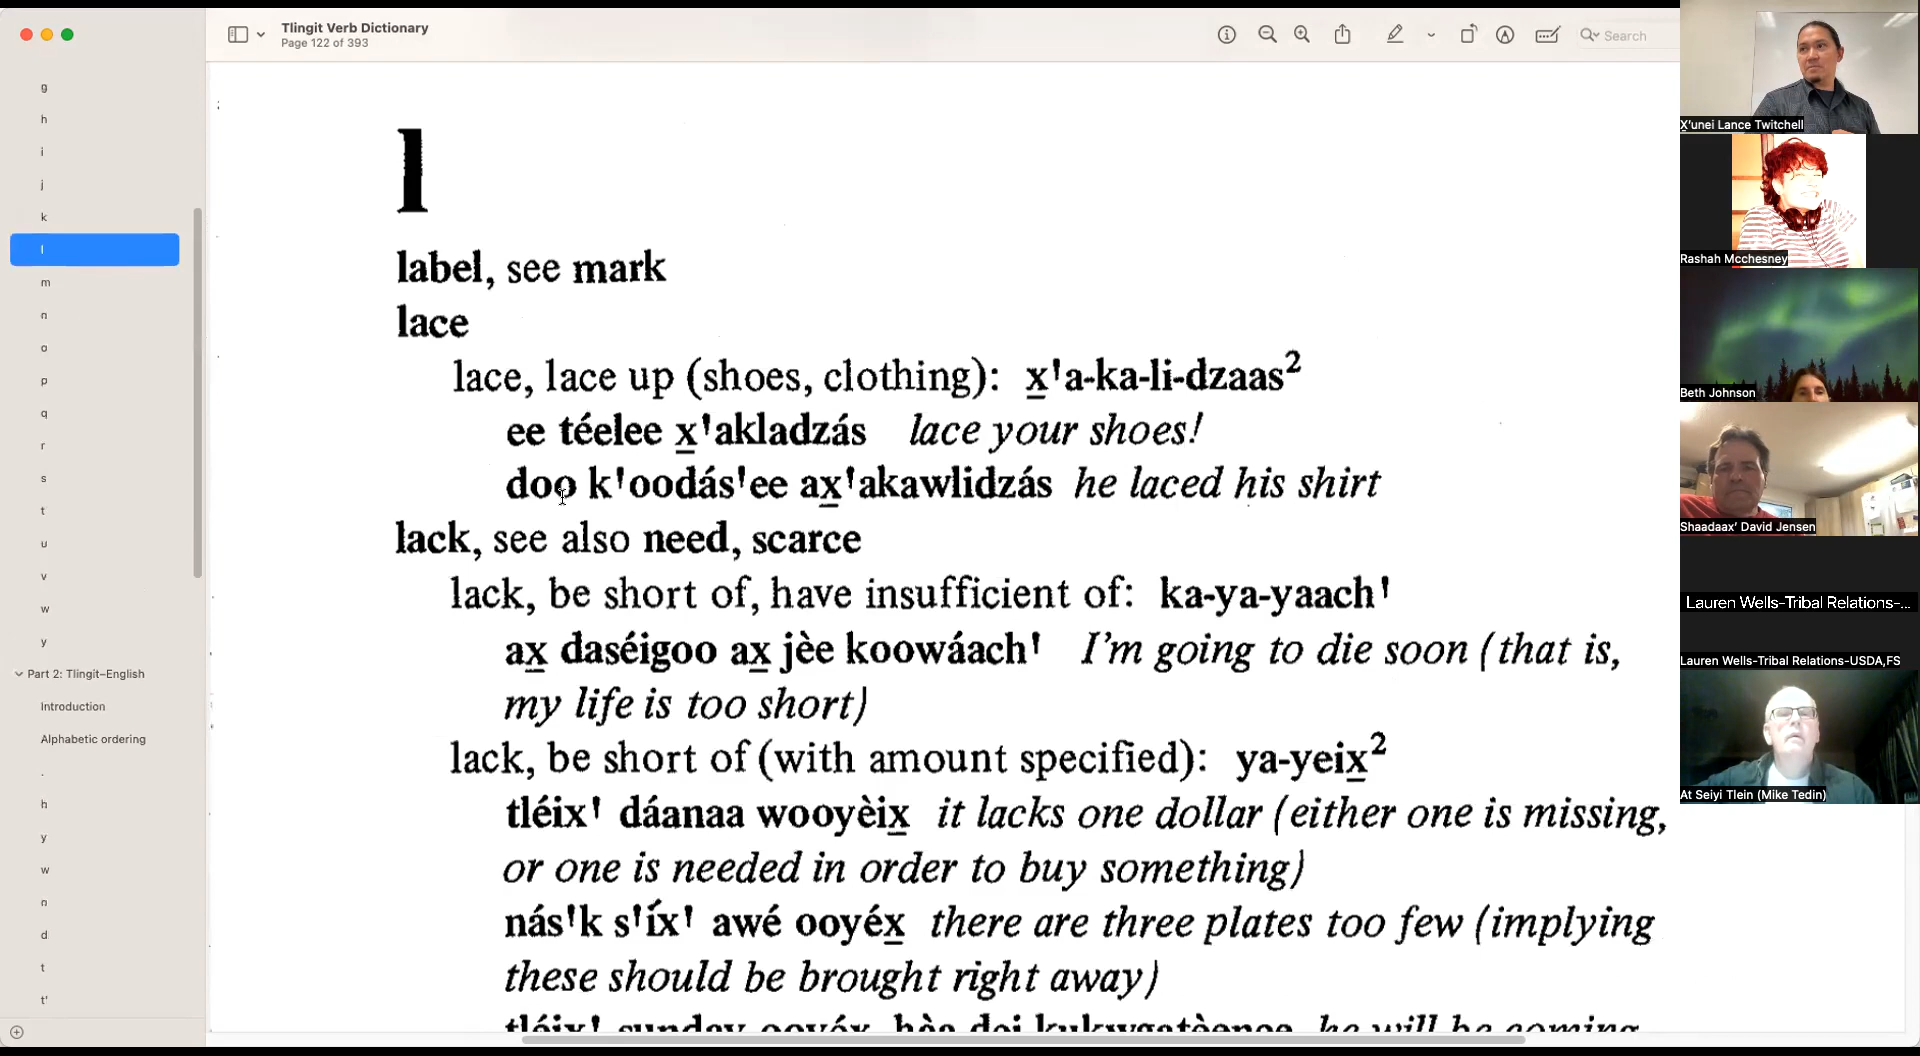 Tlingit Verb Dictionary
Page 122 of 393
Search
g
h
i
j
k
l
m
n
o
p
q
r
s
t
u
v
w
y
Part 2: Tlingit–English
Introduction
Alphabetic ordering
.
h
y
w
n
d
t
t'
l
label, see mark
lace
lace, lace up (shoes, clothing): x̲'a-ka-li-dzaas²
ee téelee x̲'akladzás lace your shoes!
doo k'oodás'ee ax̲'akawlidzás he laced his shirt
lack, see also need, scarce
lack, be short of, have insufficient of: ka-ya-yaach'
ax̲ daséigoo ax̲ jèe koowáach' I'm going to die soon (that is,
my life is too short)
lack, be short of (with amount specified): ya-yeix̲²
tléix' dáanaa wooyèix̲ it lacks one dollar (either one is missing,
or one is needed in order to buy something)
nás'k s'íx' awé ooyéx̲ there are three plates too few (implying
these should be brought right away)
he will be coming
X̲'unei Lance Twitchell
Rashah Mcchesney
Beth Johnson
Shaadaax' David Jensen
Lauren Wells-Tribal Relations-...
Lauren Wells-Tribal Relations-USDA,FS
At Seiyi Tlein (Mike Tedin)